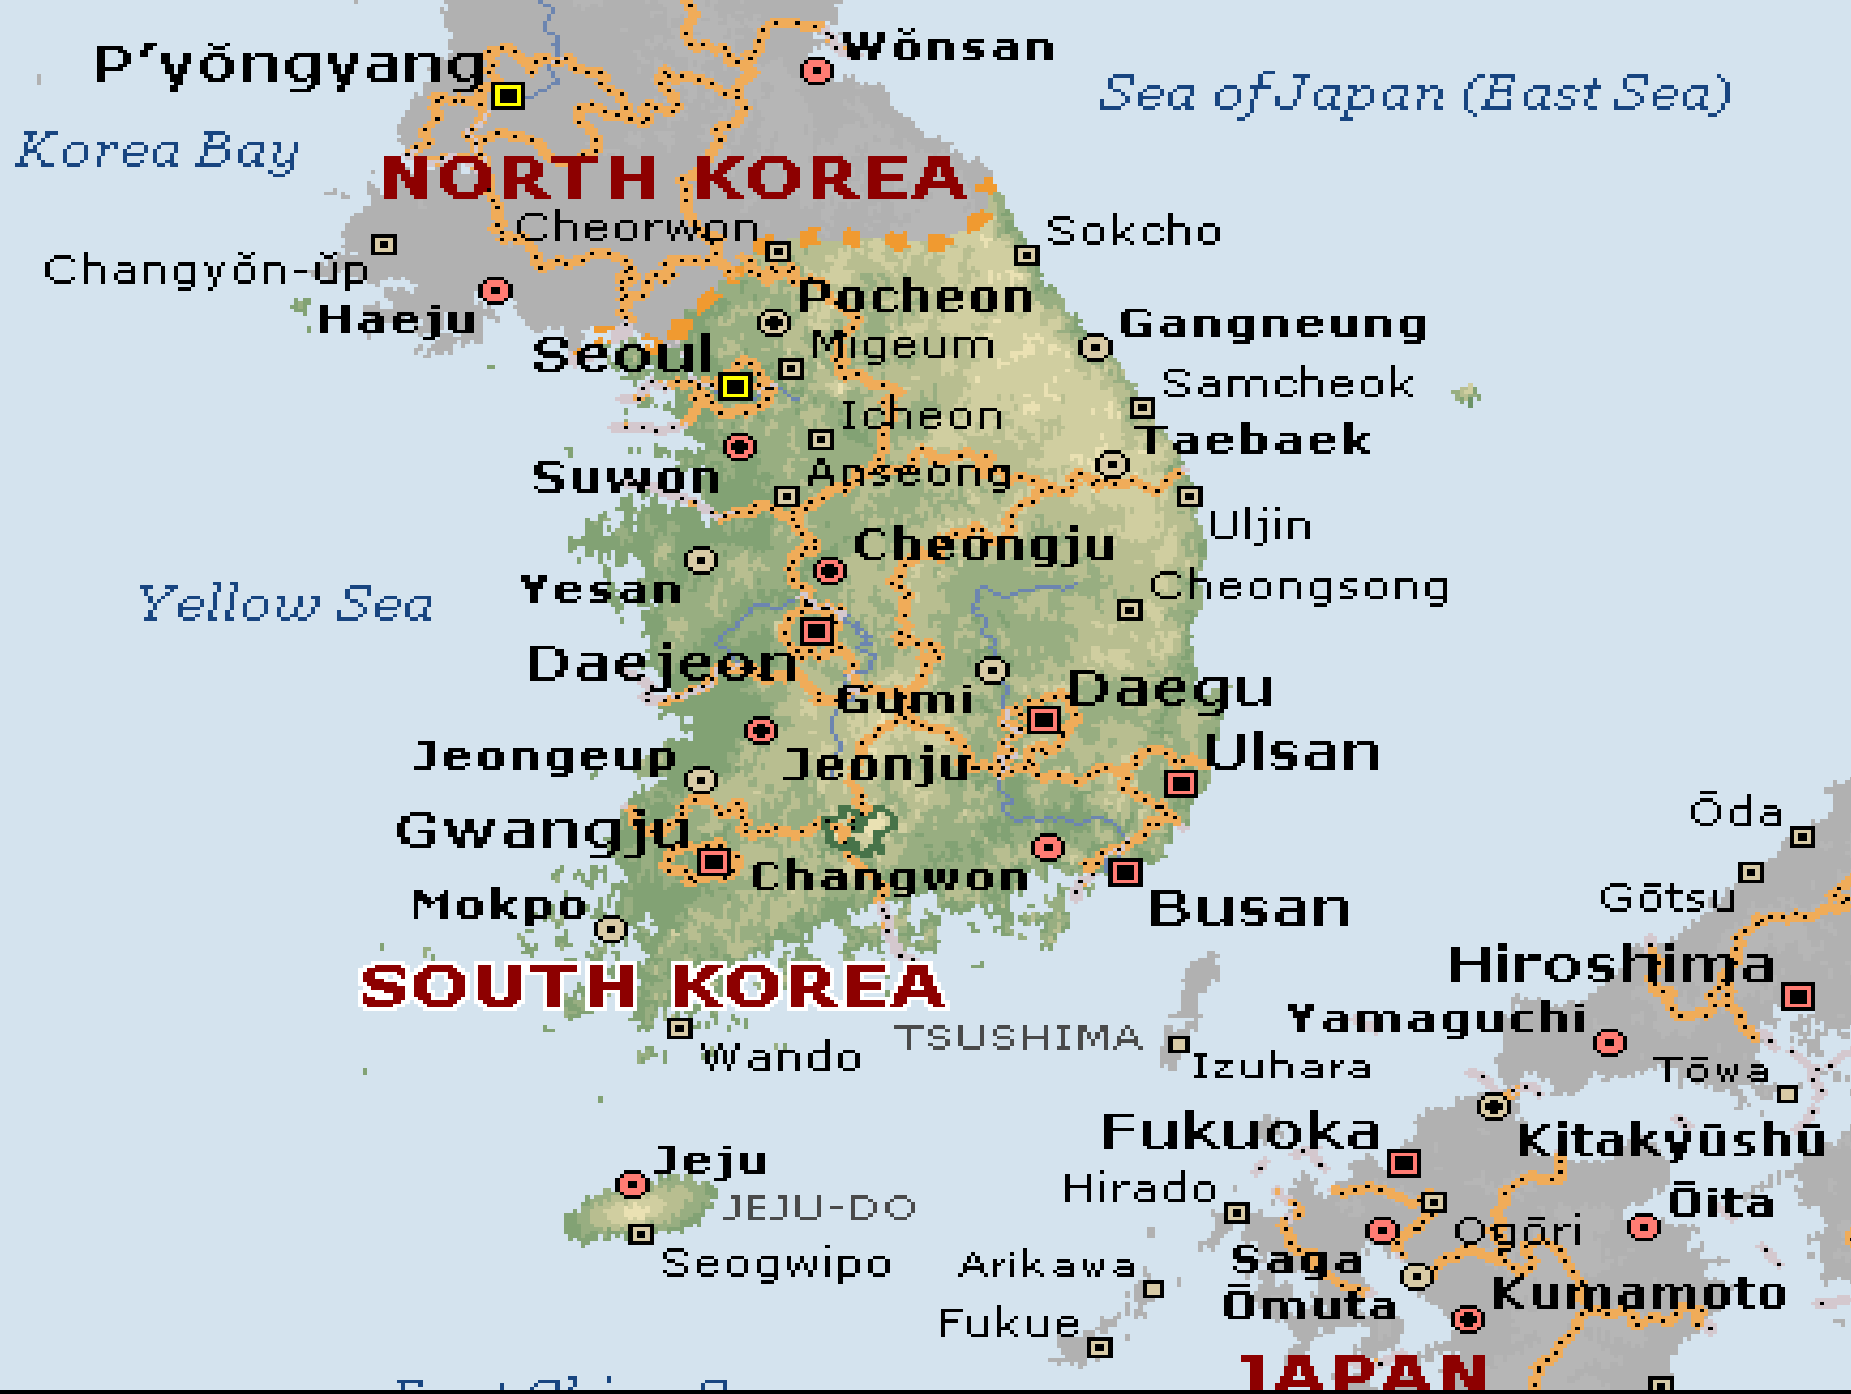 Wŏnsan
P'yŏngyang
Sea of Japan (East Sea)
Korea Bay
NORTH KOREA
Cheorwon
Sokcho
Changyŏn-ŭp
Pocheon
Haeju
Gangneung
Seoul
Migeum
Samcheok
Icheon
Taebaek
Suwon
Anseong
Uljin
Cheongju
Yesan
Cheongsong
Yellow Sea
Daejeon
Gumi
Daegu
Jeongeup
Jeonju
Ulsan
Gwangju
Ōda
Changwon
Mokpo
Busan
Gōtsu
Hiroshima
SOUTH KOREA
Yamaguchi
TSUSHIMA
Wando
Izuhara
Tōwa
Fukuoka
Kitakyūshū
Jeju
Hirado
JEJU-DO
Ōita
Ogōri
Seogwipo
Arikawa
Saga
Ōmuta
Kumamoto
Fukue
JAPAN